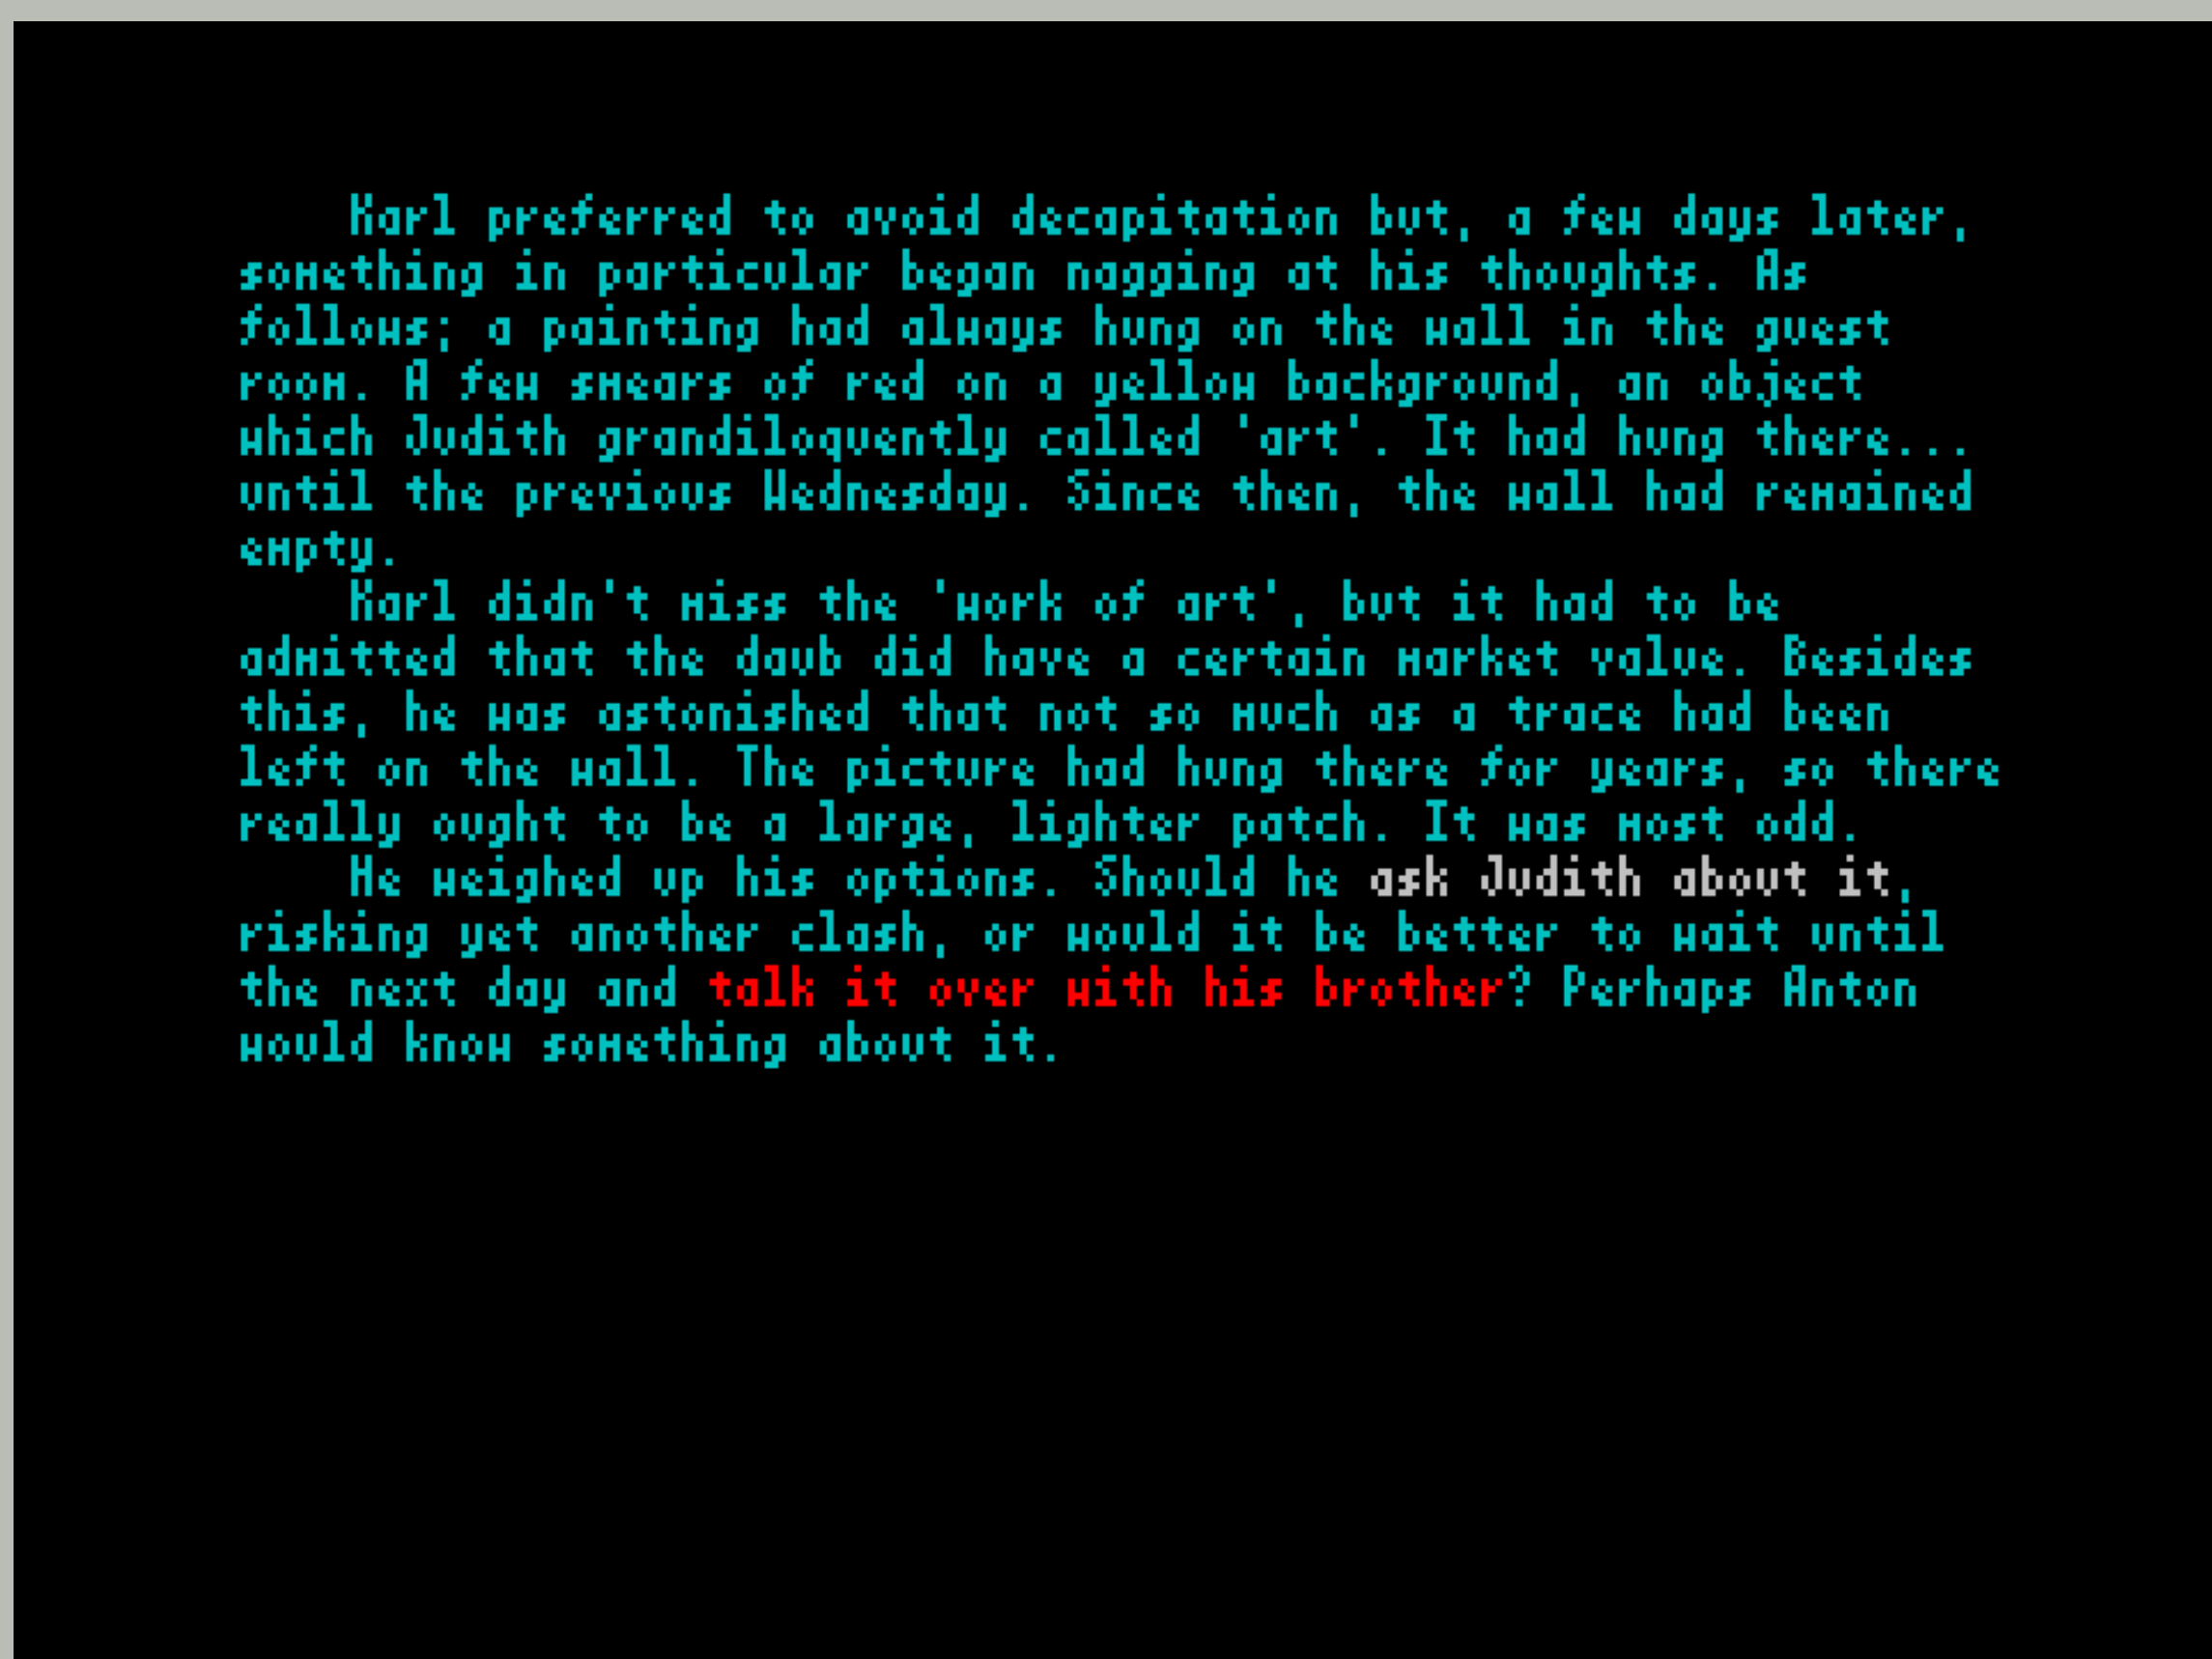 Karl preferred to avoid decapitation but, a few days later,
something in particular began nagging at his thoughts. As
follows; a painting had always hung on the wall in the guest
room. A few smears of red on a yellow background, an object
which Judith grandiloquently called 'art'. It had hung there...
until the previous Wednesday. Since then, the wall had remained
empty.
Karl didn't miss the 'work of art', but it had to be
admitted that the daub did have a certain market value. Besides
this, he was astonished that not so much as a trace had been
left on the wall. The picture had hung there for years, so there
really ought to be a large, lighter patch. It was most odd.
He weighed up his options. Should he ask Judith about it,
risking yet another clash, or would it be better to wait until
the next day and talk it over with his brother? Perhaps Anton
would know something about it.